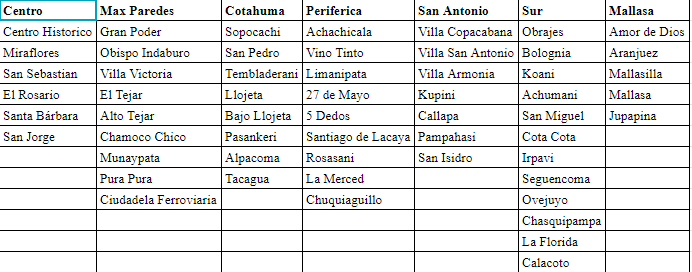 Centro Max Paredes Cotahuma Periferica San Antonio Sur Mallasa
Centro Historico Gran Poder Sopocachi Achachicala Villa Copacabana Obrajes Amor de Dios
Miraflores Obispo Indaburo San Pedro Vino Tinto Villa San Antonio Bolognia Aranjuez
San Sebastian Villa Victoria Tembladerani Limanipata Villa Armonia Koani Mallasilla
El Rosario El Tejar Llojeta 27 de Mayo Kupini Achumani Mallasa
Santa Bárbara Alto Tejar Bajo Llojeta 5 Dedos Callapa San Miguel Jupapina
San Jorge Chamoco Chico Pasankeri Santiago de Lacaya Pampahasi Cota Cota
Munaypata Alpacoma Rosasani San Isidro Irpavi
Pura Pura Tacagua La Merced Seguencoma
Ciudadela Ferroviaria Chuquiaguillo Ovejuyo
Chasquipampa
La Florida
Calacoto